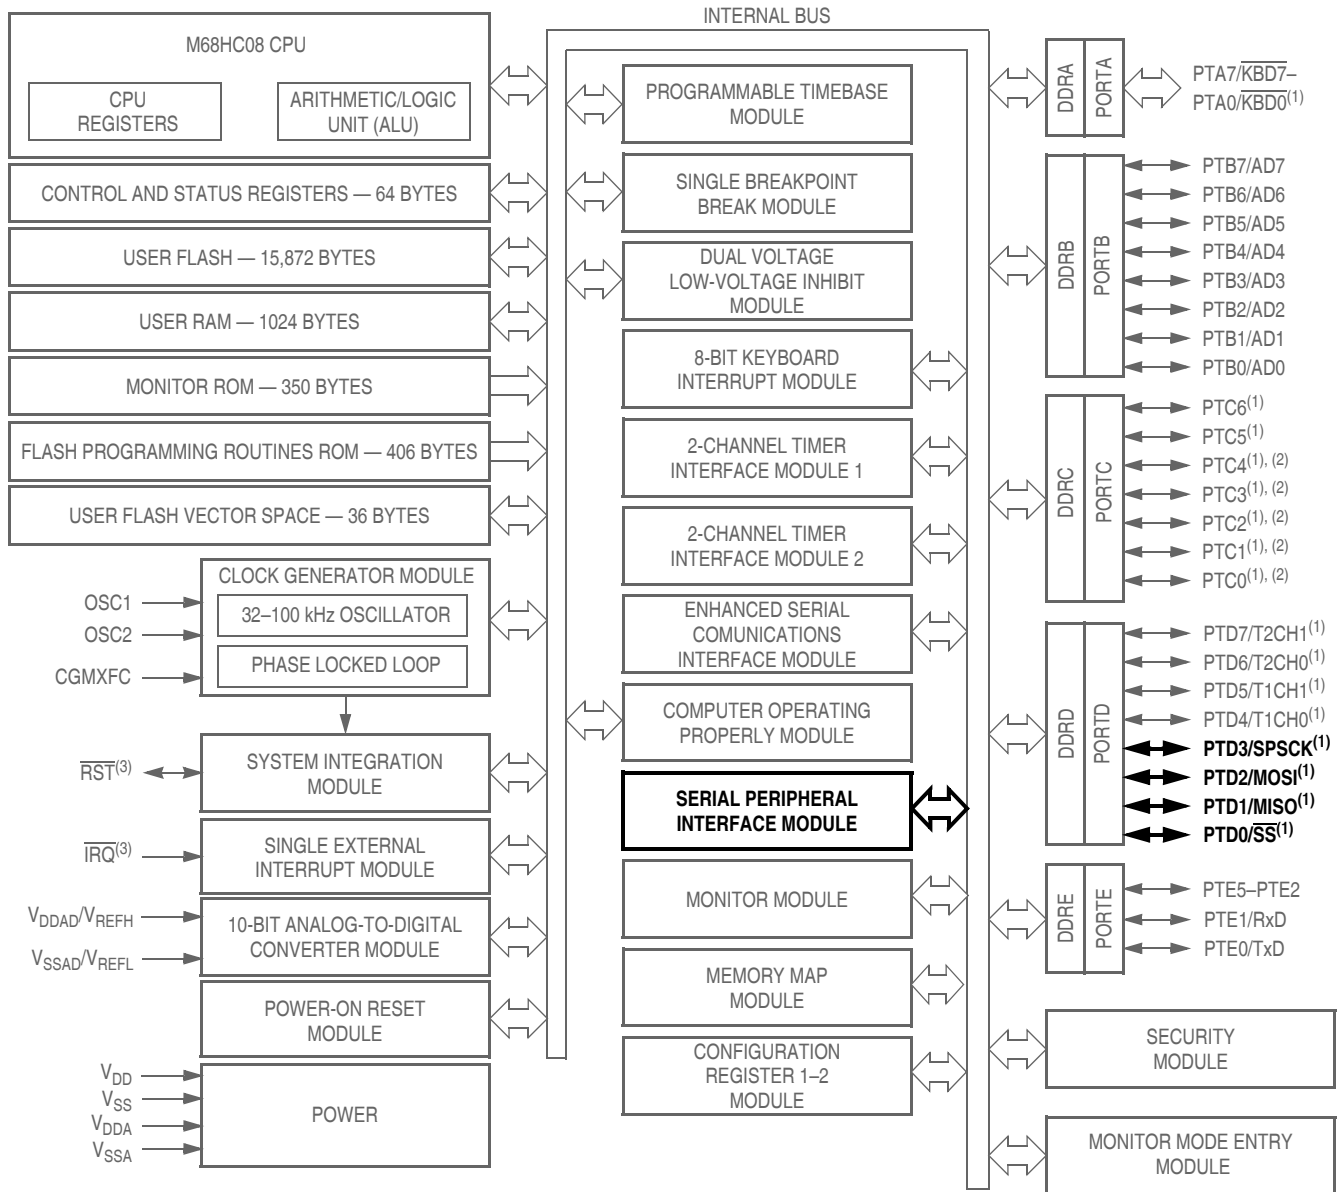 INTERNAL BUS
M68HC08 CPU
CPU
REGISTERS
ARITHMETIC/LOGIC
UNIT (ALU)
CONTROL AND STATUS REGISTERS — 64 BYTES
USER FLASH — 15,872 BYTES
USER RAM — 1024 BYTES
MONITOR ROM — 350 BYTES
FLASH PROGRAMMING ROUTINES ROM — 406 BYTES
USER FLASH VECTOR SPACE — 36 BYTES
CLOCK GENERATOR MODULE
32–100 kHz OSCILLATOR
PHASE LOCKED LOOP
OSC1
OSC2
CGMXFC
SYSTEM INTEGRATION
MODULE
RST(3)
SINGLE EXTERNAL
INTERRUPT MODULE
IRQ(3)
10-BIT ANALOG-TO-DIGITAL
CONVERTER MODULE
VDDAD/VREFH
VSSAD/VREFL
POWER-ON RESET
MODULE
POWER
VDD
VSS
VDDA
VSSA
PROGRAMMABLE TIMEBASE
MODULE
SINGLE BREAKPOINT
BREAK MODULE
DUAL VOLTAGE
LOW-VOLTAGE INHIBIT
MODULE
8-BIT KEYBOARD
INTERRUPT MODULE
2-CHANNEL TIMER
INTERFACE MODULE 1
2-CHANNEL TIMER
INTERFACE MODULE 2
ENHANCED SERIAL
COMUNICATIONS
INTERFACE MODULE
COMPUTER OPERATING
PROPERLY MODULE
SERIAL PERIPHERAL
INTERFACE MODULE
MONITOR MODULE
MEMORY MAP
MODULE
CONFIGURATION
REGISTER 1–2
MODULE
DDRA
PORTA
PTA7/KBD7–
PTA0/KBD0(1)
DDRB
PORTB
PTB7/AD7
PTB6/AD6
PTB5/AD5
PTB4/AD4
PTB3/AD3
PTB2/AD2
PTB1/AD1
PTB0/AD0
DDRC
PORTC
PTC6(1)
PTC5(1)
PTC4(1), (2)
PTC3(1), (2)
PTC2(1), (2)
PTC1(1), (2)
PTC0(1), (2)
DDRD
PORTD
PTD7/T2CH1(1)
PTD6/T2CH0(1)
PTD5/T1CH1(1)
PTD4/T1CH0(1)
PTD3/SPSCK(1)
PTD2/MOSI(1)
PTD1/MISO(1)
PTD0/SS(1)
DDRE
PORTE
PTE5–PTE2
PTE1/RxD
PTE0/TxD
SECURITY
MODULE
MONITOR MODE ENTRY
MODULE